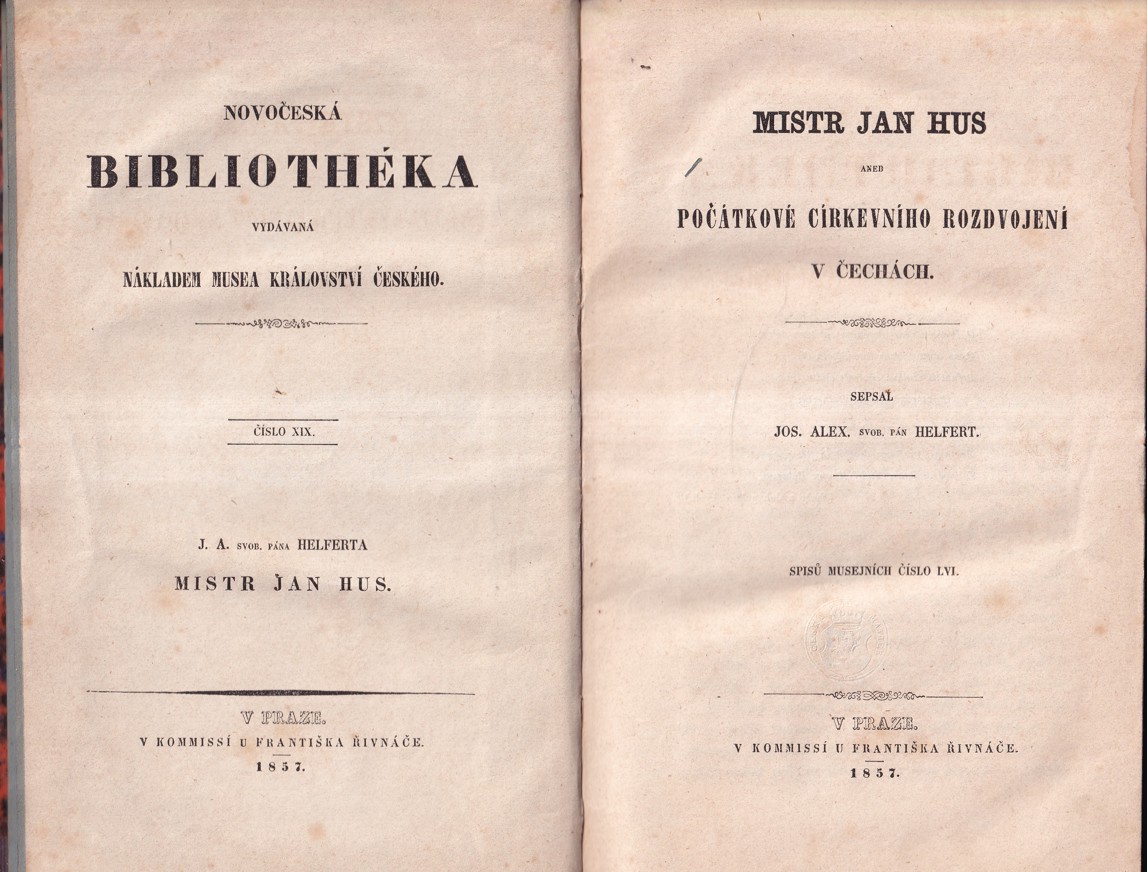 NOVOČESKÁ
BIBLIOTHÉKA
VYDÁVANÁ
NÁKLADEM MUSEA KRÁLOVSTVÍ ČESKÉHO.
ČÍSLO XIX.
J. A. SVOB. PÁNA HELFERTA
MISTR JAN HUS.
V PRAZE.
V KOMMISSÍ U FRANTIŠKA ŘIVNÁČE.
1857.
MISTR JAN HUS
ANEB
POČÁTKOVÉ CÍRKEVNÍHO ROZDVOJENÍ
V ČECHÁCH.
SEPSAL
JOS. ALEX. SVOB. PÁN HELFERT.
SPISŮ MUSEJNÍCH ČÍSLO LVI.
V PRAZE.
V KOMMISSÍ U FRANTIŠKA ŘIVNÁČE.
1857.